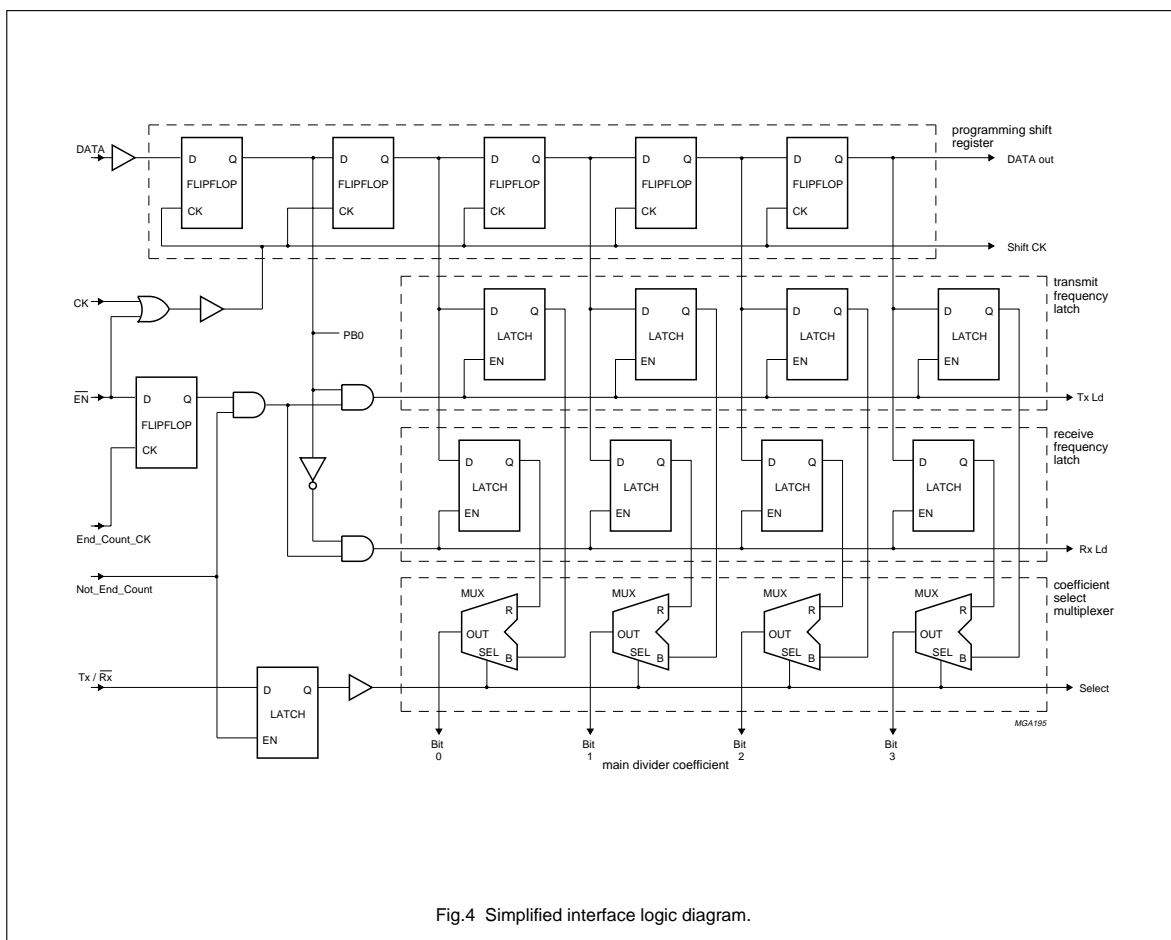 programming shift
register
DATA
D Q
FLIPFLOP
CK
D Q
FLIPFLOP
CK
D Q
FLIPFLOP
CK
D Q
FLIPFLOP
CK
D Q
FLIPFLOP
CK
DATA out
Shift CK
CK
transmit
frequency
latch
D Q
LATCH
EN
D Q
LATCH
EN
D Q
LATCH
EN
D Q
LATCH
EN
PB0
EN
D Q
FLIPFLOP
CK
Tx Ld
receive
frequency
latch
D Q
LATCH
EN
D Q
LATCH
EN
D Q
LATCH
EN
D Q
LATCH
EN
End_Count_CK
Rx Ld
Not_End_Count
coefficient
select
multiplexer
MUX
R
OUT
SEL B
MUX
R
OUT
SEL B
MUX
R
OUT
SEL B
MUX
R
OUT
SEL B
Tx / Rx
D Q
LATCH
EN
Select
MGA195
Bit
0
Bit
1
Bit
2
Bit
3
main divider coefficient
Fig.4 Simplified interface logic diagram.